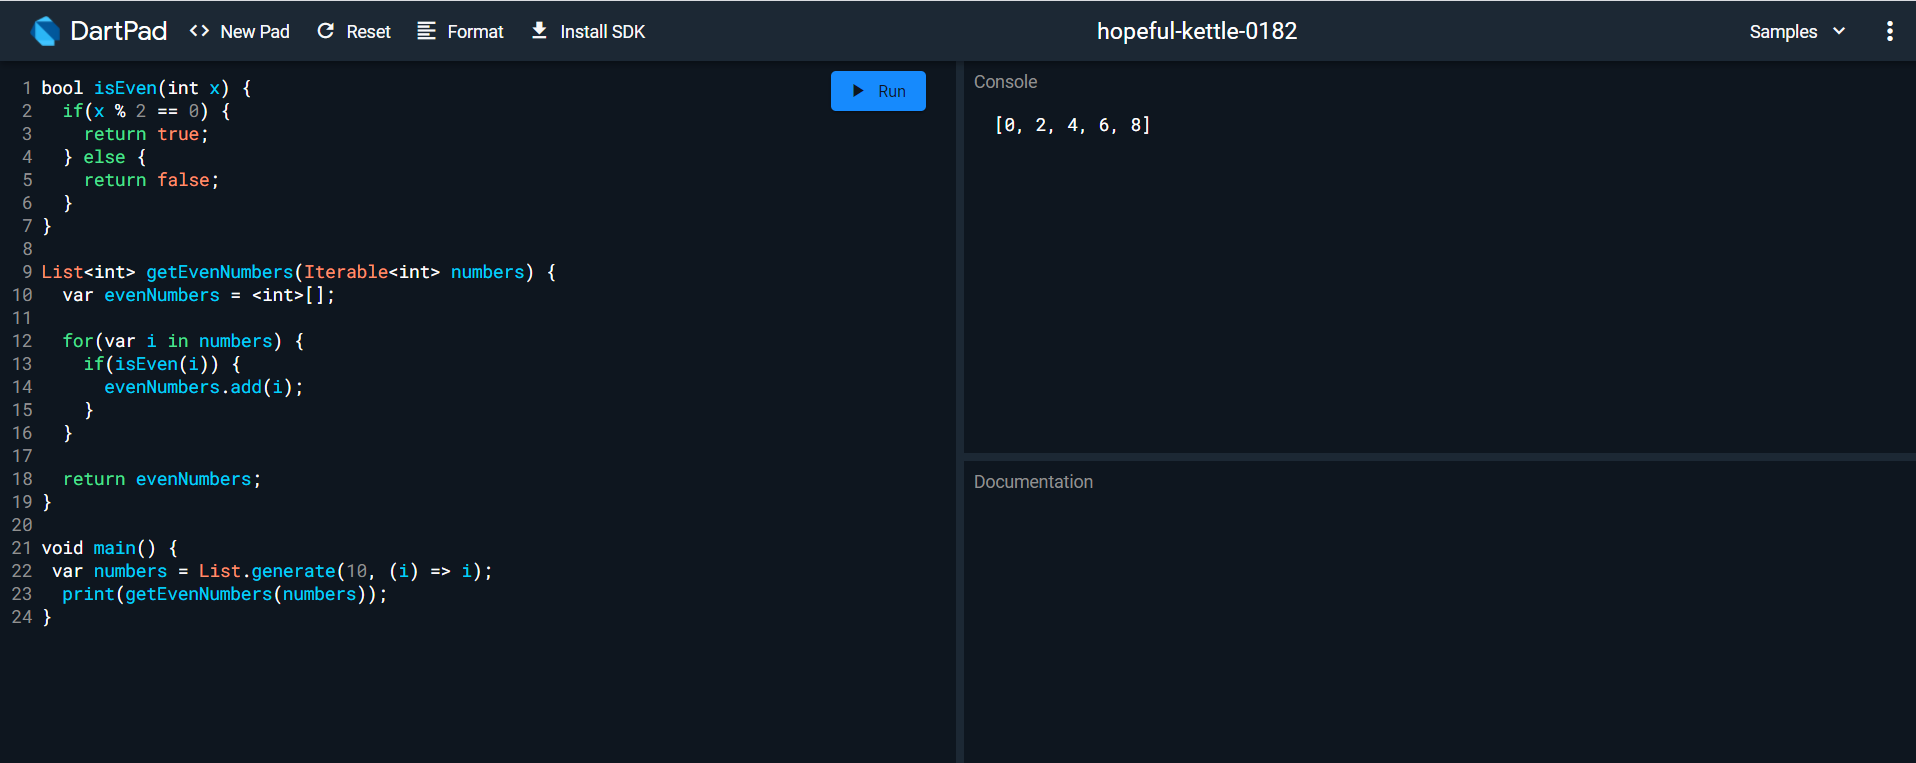 DartPad <> New Pad Reset Format Install SDK hopeful-kettle-0182 Samples
1 bool isEven(int x) {
2   if(x % 2 == 0) {
3     return true;
4   } else {
5     return false;
6   }
7 }
8
9 List<int> getEvenNumbers(Iterable<int> numbers) {
10   var evenNumbers = <int>[];
11
12   for(var i in numbers) {
13     if(isEven(i)) {
14       evenNumbers.add(i);
15     }
16   }
17
18   return evenNumbers;
19 }
20
21 void main() {
22  var numbers = List.generate(10, (i) => i);
23   print(getEvenNumbers(numbers));
24 }
Run
Console
[0, 2, 4, 6, 8]
Documentation